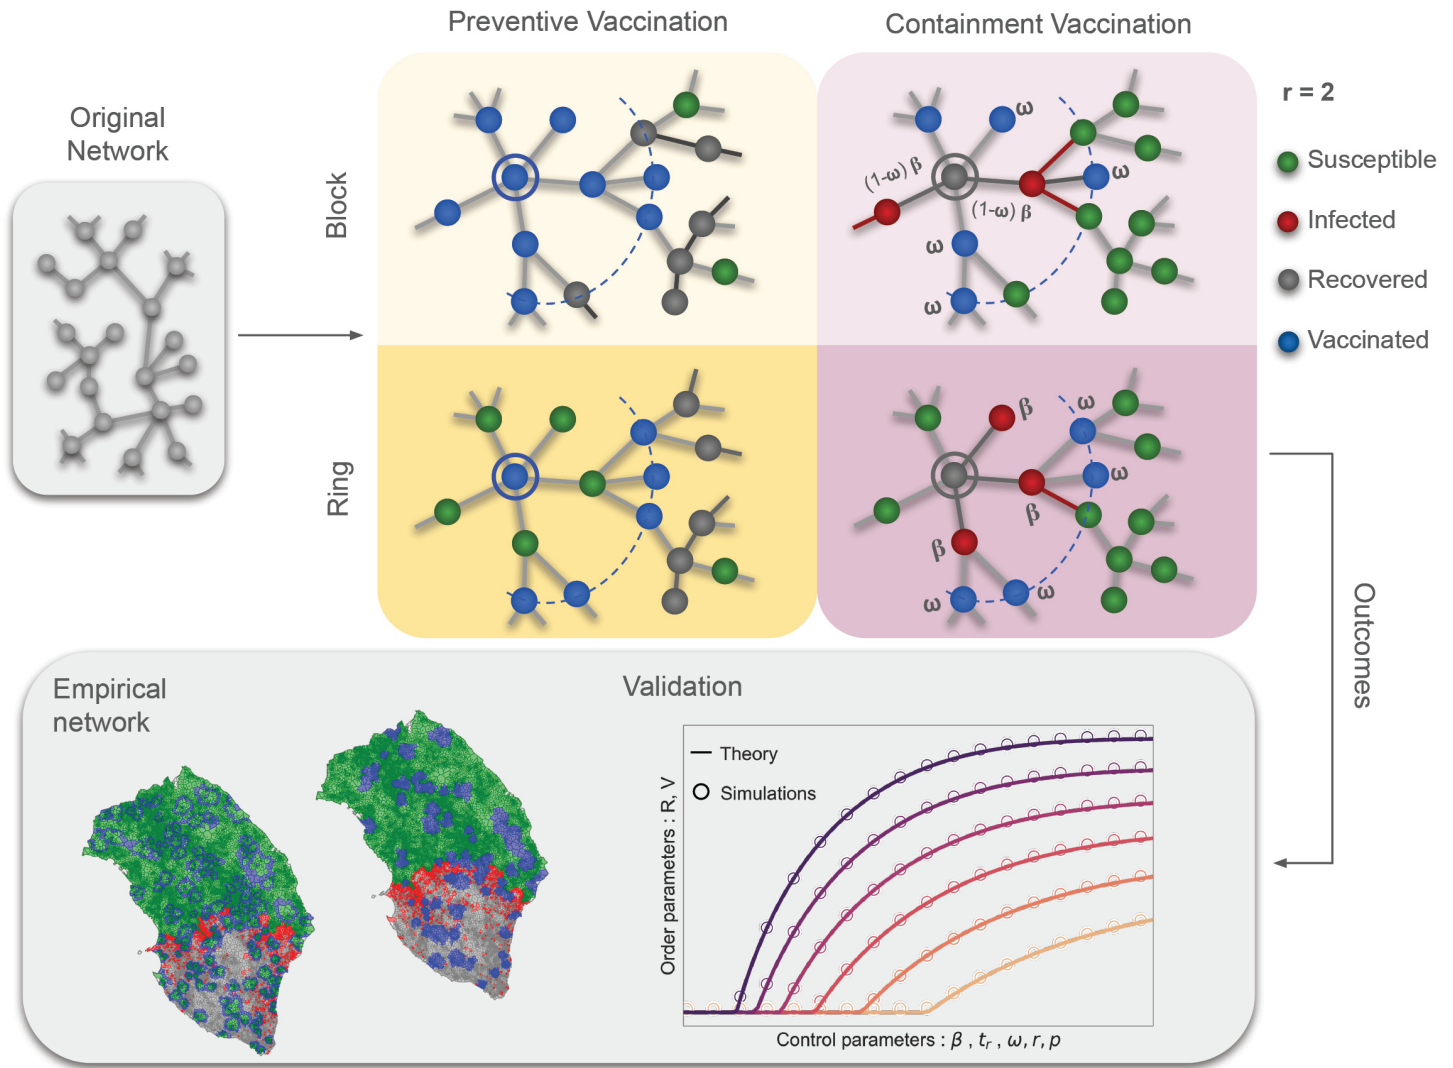 Preventive Vaccination
Containment Vaccination
Original
Network
Block
Ring
ω
(1-ω) β
ω
(1-ω) β
ω
ω
β
ω
ω
β
β
ω
ω
r = 2
Susceptible
Infected
Recovered
Vaccinated
Outcomes
Empirical
network
Validation
Theory
Simulations
Order parameters : R, V
Control parameters : β , tᵣ , ω, r, p